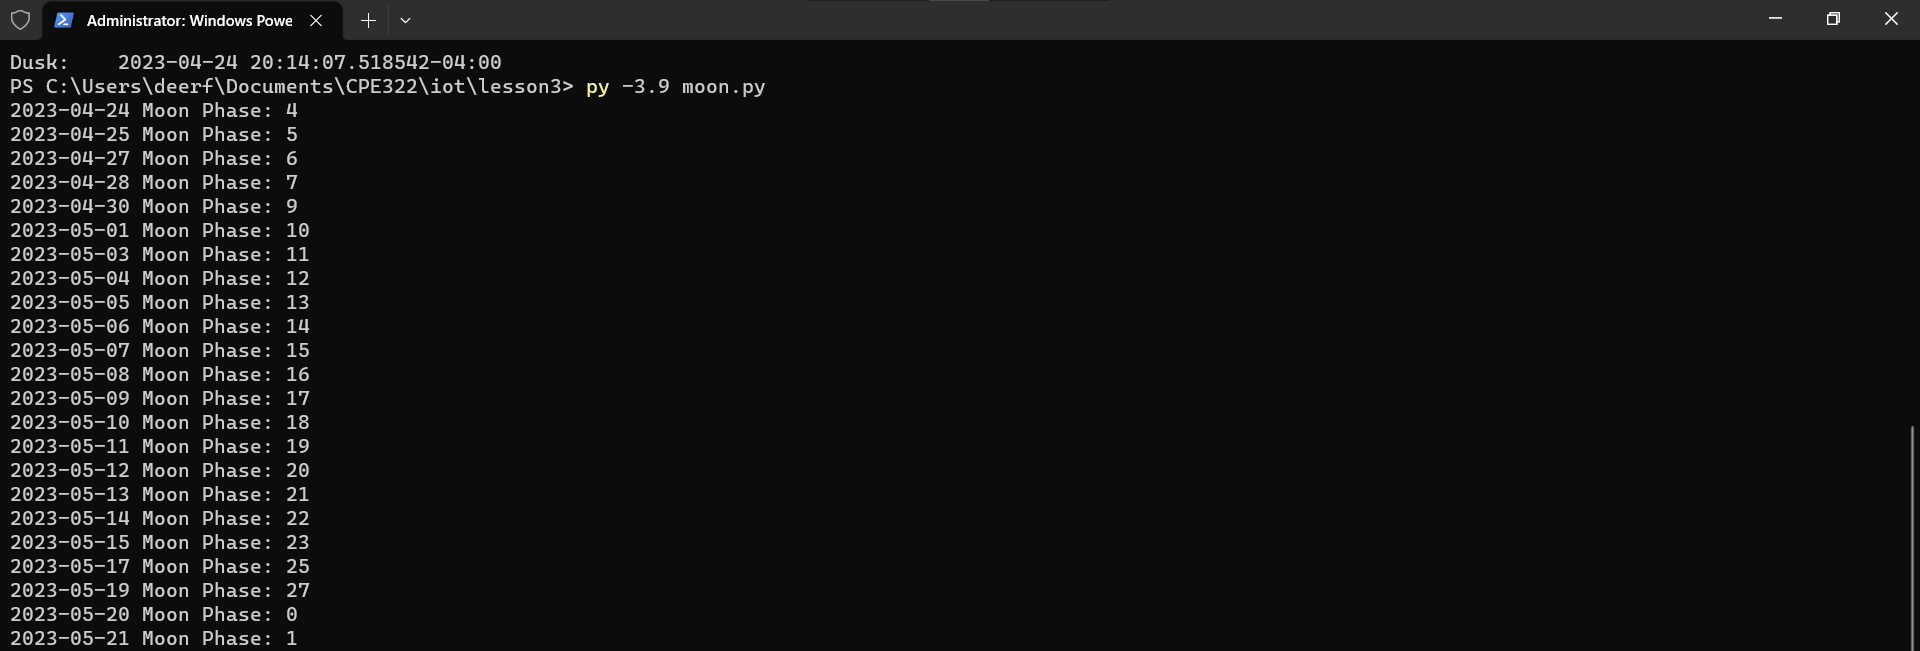 Administrator: Windows Powe
Dusk:    2023-04-24 20:14:07.518542-04:00
PS C:\Users\deerf\Documents\CPE322\iot\lesson3> py -3.9 moon.py
2023-04-24 Moon Phase: 4
2023-04-25 Moon Phase: 5
2023-04-27 Moon Phase: 6
2023-04-28 Moon Phase: 7
2023-04-30 Moon Phase: 9
2023-05-01 Moon Phase: 10
2023-05-03 Moon Phase: 11
2023-05-04 Moon Phase: 12
2023-05-05 Moon Phase: 13
2023-05-06 Moon Phase: 14
2023-05-07 Moon Phase: 15
2023-05-08 Moon Phase: 16
2023-05-09 Moon Phase: 17
2023-05-10 Moon Phase: 18
2023-05-11 Moon Phase: 19
2023-05-12 Moon Phase: 20
2023-05-13 Moon Phase: 21
2023-05-14 Moon Phase: 22
2023-05-15 Moon Phase: 23
2023-05-17 Moon Phase: 25
2023-05-19 Moon Phase: 27
2023-05-20 Moon Phase: 0
2023-05-21 Moon Phase: 1